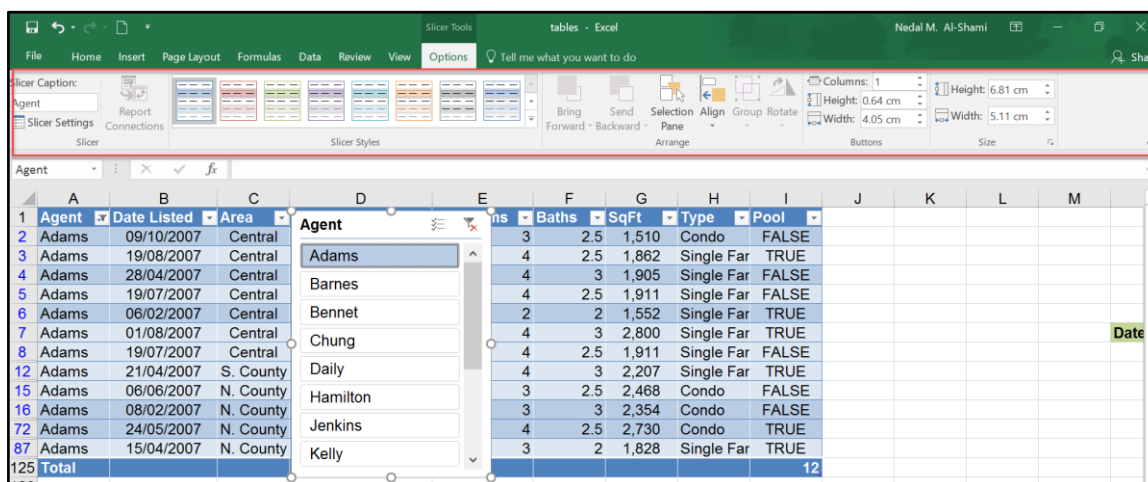 Slicer Tools tables - Excel Nedal M. Al-Shami
File Home Insert Page Layout Formulas Data Review View Options Tell me what you want to do Sha
Slicer Caption:
Agent
Slicer Settings
Report
Connections
Slicer
Slicer Styles
Bring
Forward
Send
Backward
Selection
Pane
Align Group Rotate
Arrange
Columns: 1
Height: 0.64 cm
Width: 4.05 cm
Buttons
Height: 6.81 cm
Width: 5.11 cm
Size
Agent fx
A B C D E F G H I J K L M
1 Agent Date Listed Area ms Baths SqFt Type Pool
2 Adams 09/10/2007 Central 3 2.5 1,510 Condo FALSE
3 Adams 19/08/2007 Central 4 2.5 1,862 Single Far TRUE
4 Adams 28/04/2007 Central 4 3 1,905 Single Far FALSE
5 Adams 19/07/2007 Central 4 2.5 1,911 Single Far FALSE
6 Adams 06/02/2007 Central 2 2 1,552 Single Far TRUE
7 Adams 01/08/2007 Central 4 3 2,800 Single Far TRUE Date
8 Adams 19/07/2007 Central 4 2.5 1,911 Single Far FALSE
12 Adams 21/04/2007 S. County 4 3 2,207 Single Far TRUE
15 Adams 06/06/2007 N. County 3 2.5 2,468 Condo FALSE
16 Adams 08/02/2007 N. County 3 3 2,354 Condo FALSE
72 Adams 24/05/2007 N. County 4 2.5 2,730 Condo TRUE
87 Adams 15/04/2007 N. County 3 2 1,828 Single Far TRUE
125 Total 12
Agent
Adams
Barnes
Bennet
Chung
Daily
Hamilton
Jenkins
Kelly